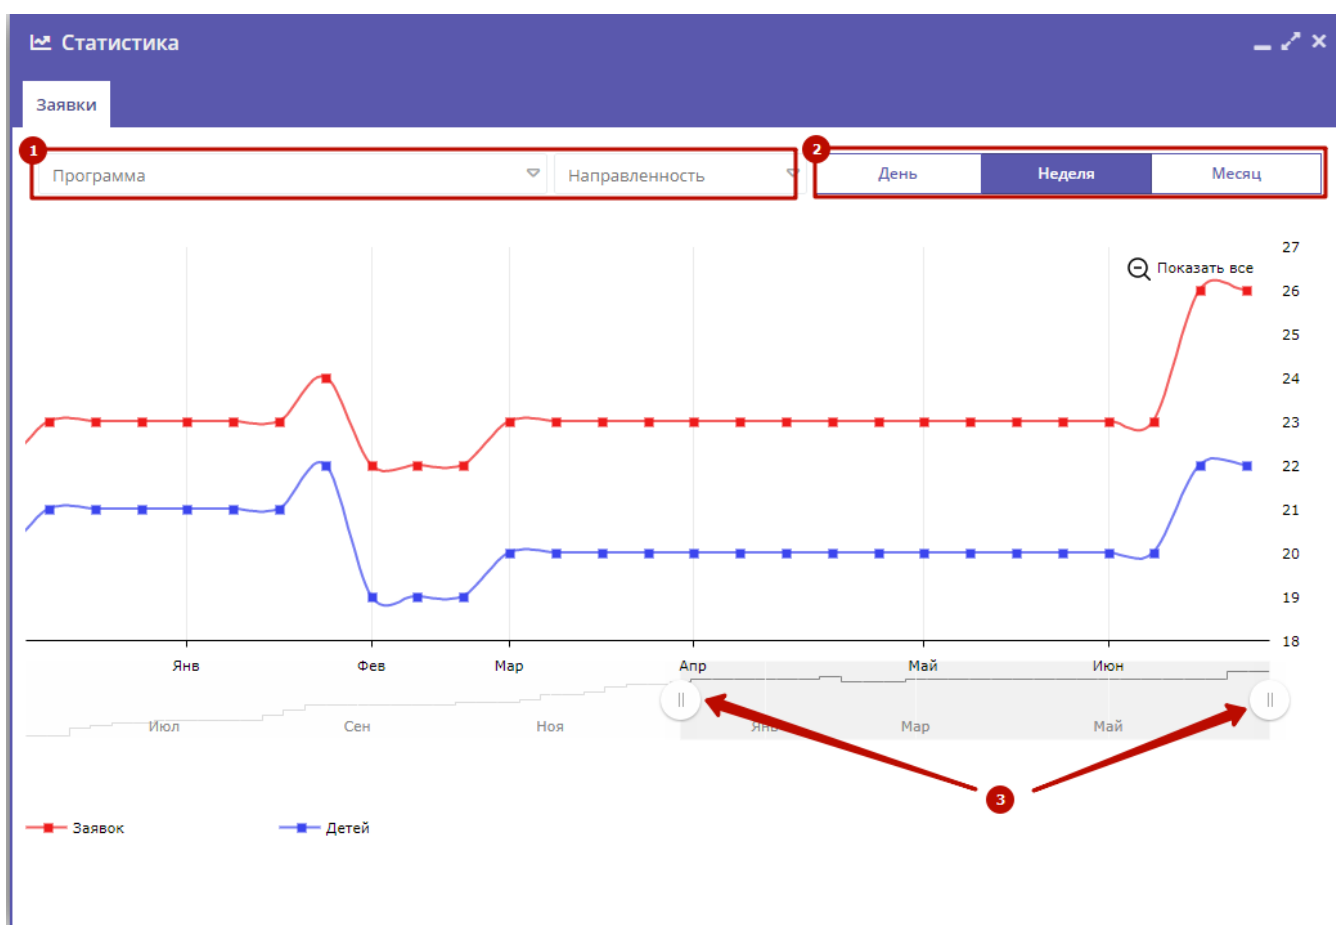 Статистика
Заявки
1
2
Программа
Направленность
День
Неделя
Месяц
27
Показать все
26
25
24
23
22
21
20
19
18
Янв
Фев
Мар
Апр
Май
Июн
Июл
Сен
Ноя
Янв
Мар
Май
3
Заявок
Детей